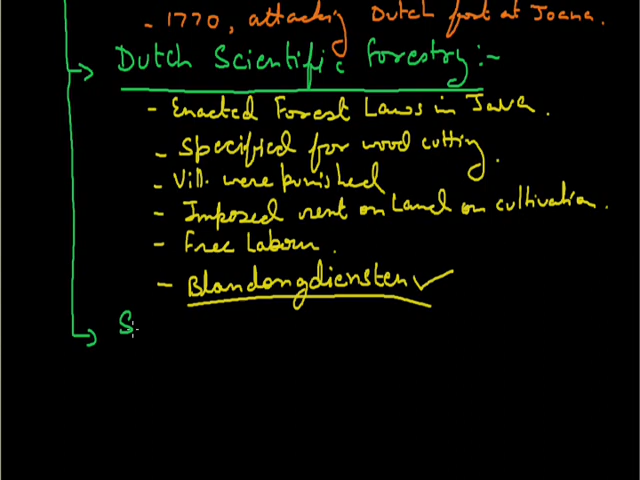 - 1770, attacking Dutch fort at Joana.
Dutch Scientific forestry:-
- Enacted Forest Laws in Java.
- Specified for wood cutting.
- Vill. were punished
- Imposed rent on Land on cultivation.
- Free Labour.
- Blandongdiensten ✓
S